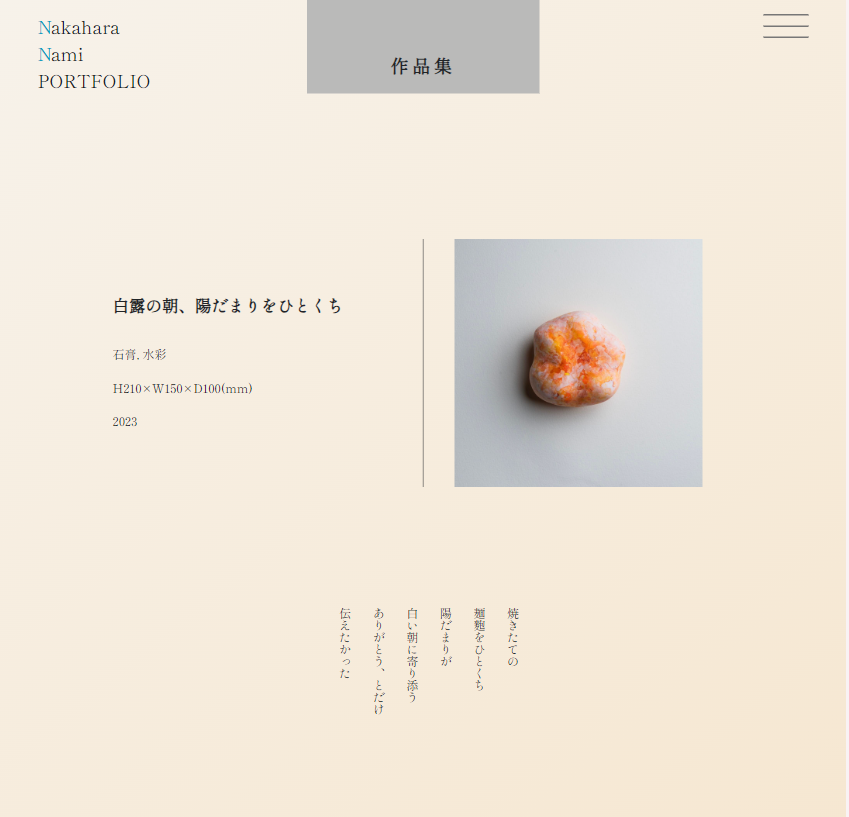 Nakahara
Nami
PORTFOLIO
作品集
白露の朝、陽だまりをひとくち
石膏, 水彩
H210×W150×D100(mm)
2023
焼きたての
麺麭をひとくち
陽だまりが
白い朝に寄り添う
ありがとう、とだけ
伝えたかった